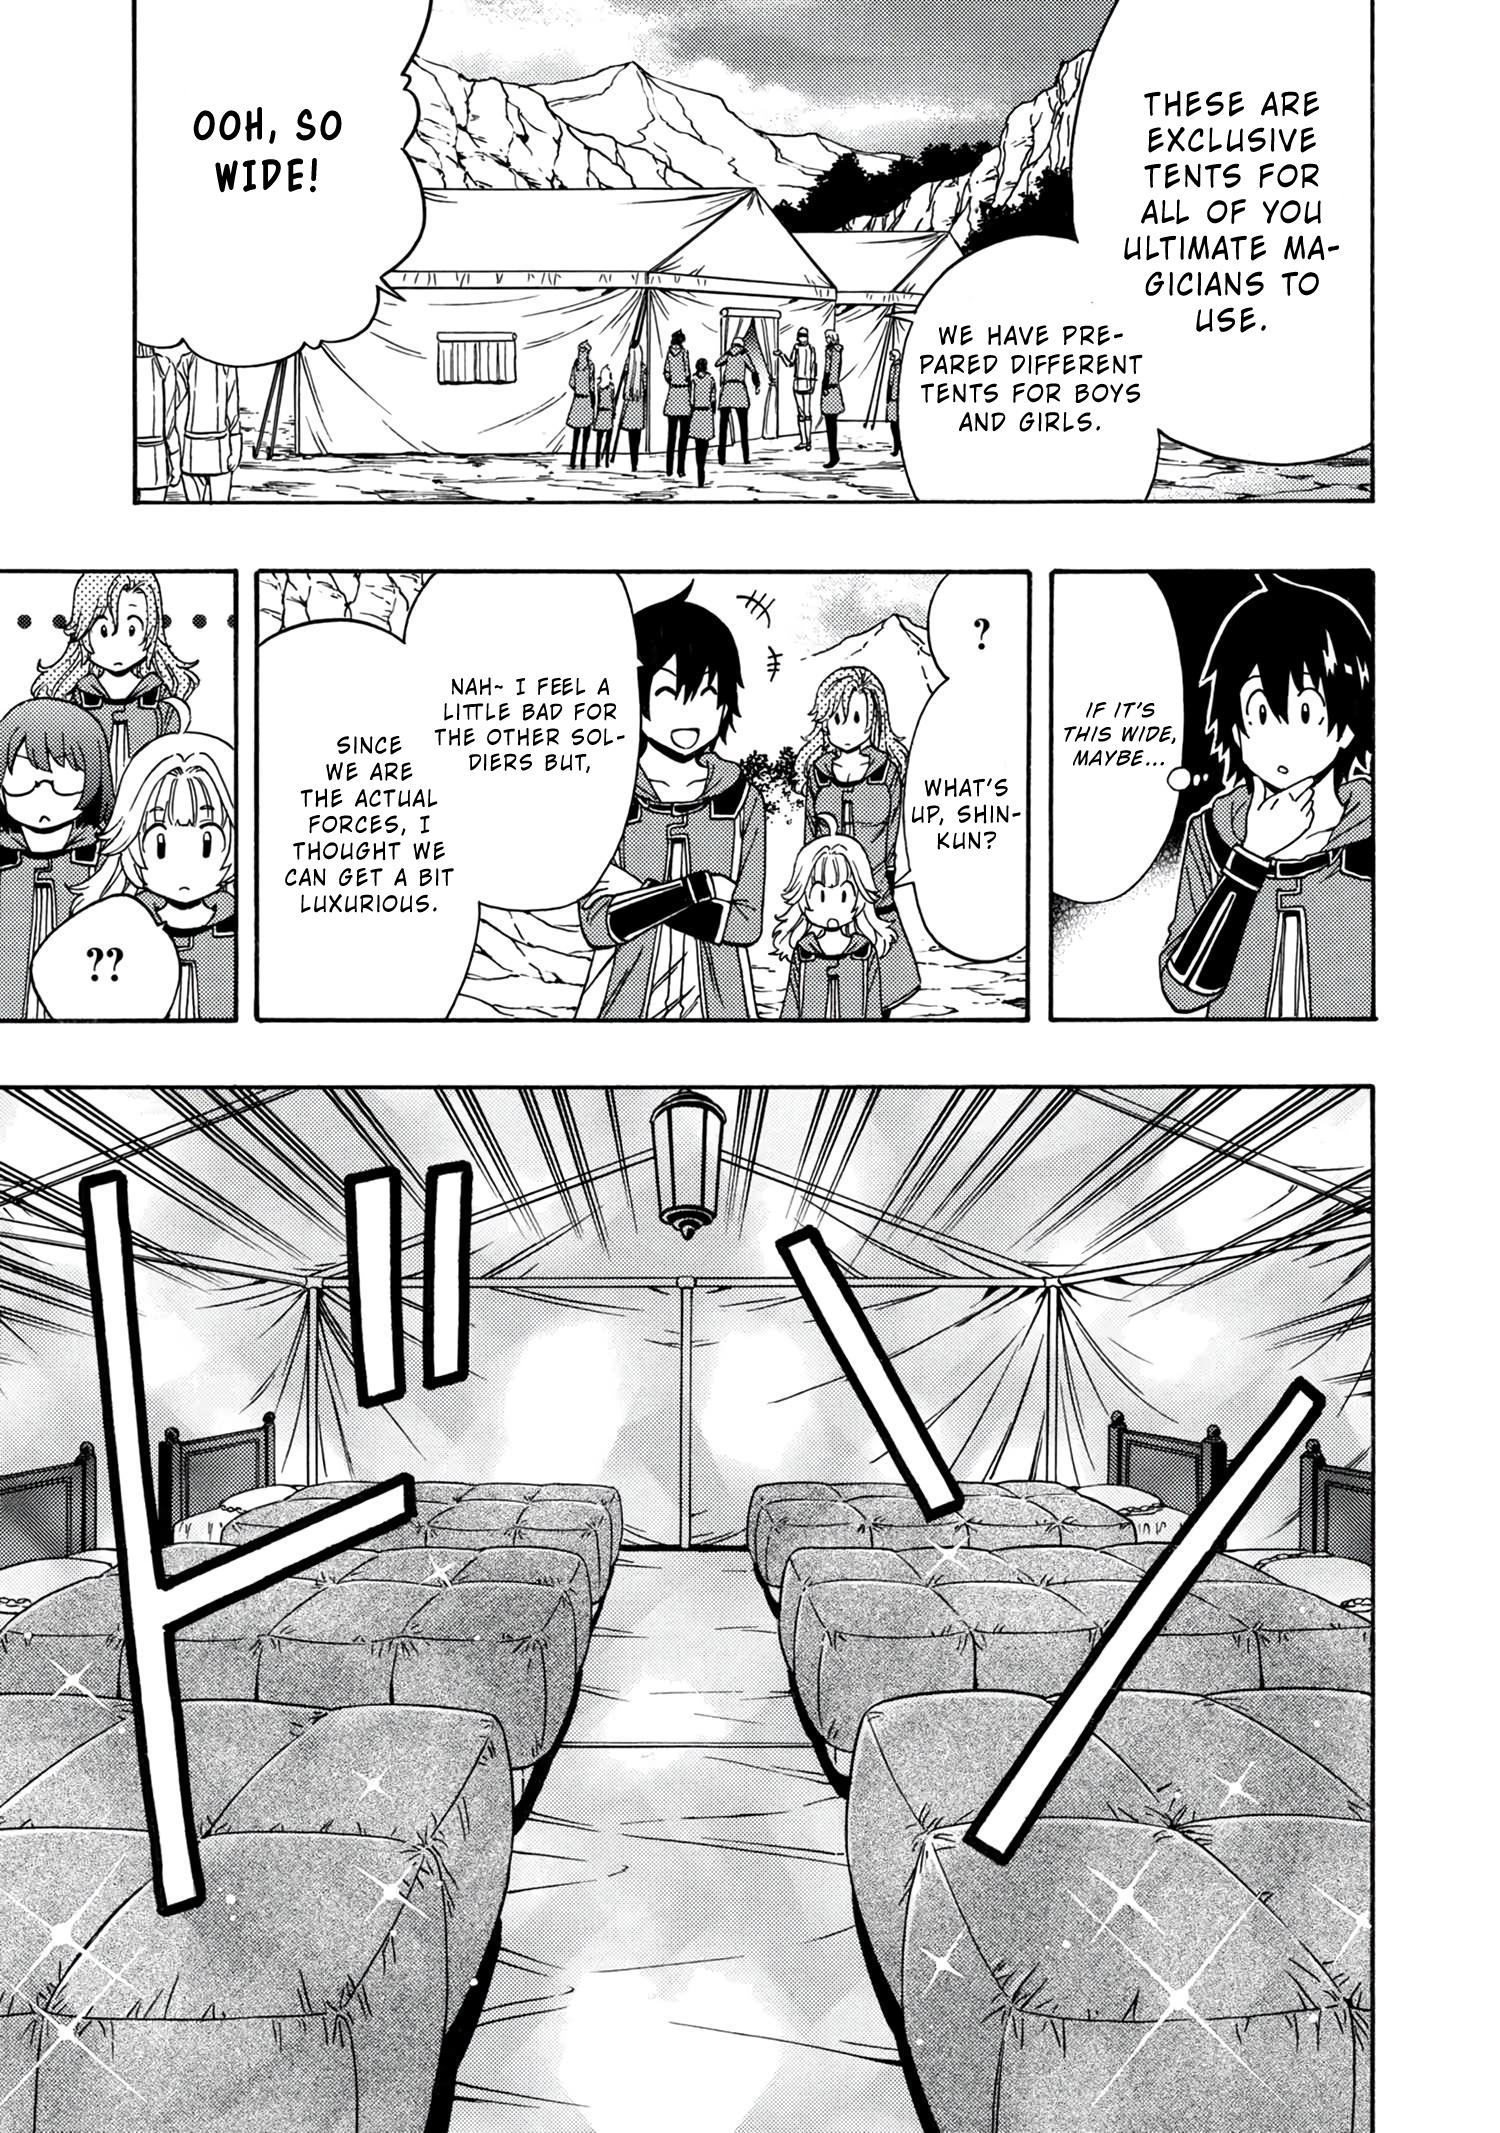 THESE ARE
EXCLUSIVE
TENTS FOR
ALL OF YOU
ULTIMATE MA-
GICIANS TO
USE.
WE HAVE PRE-
PARED DIFFERENT
TENTS FOR BOYS
AND GIRLS.
OOH, SO
WIDE!
IF IT'S
THIS WIDE,
MAYBE...
?
WHAT'S
UP, SHIN-
KUN?
NAH~ I FEEL A
LITTLE BAD FOR
THE OTHER SOL-
DIERS BUT,
SINCE
WE ARE
THE ACTUAL
FORCES, I
THOUGHT WE
CAN GET A BIT
LUXURIOUS.
??
ドーン